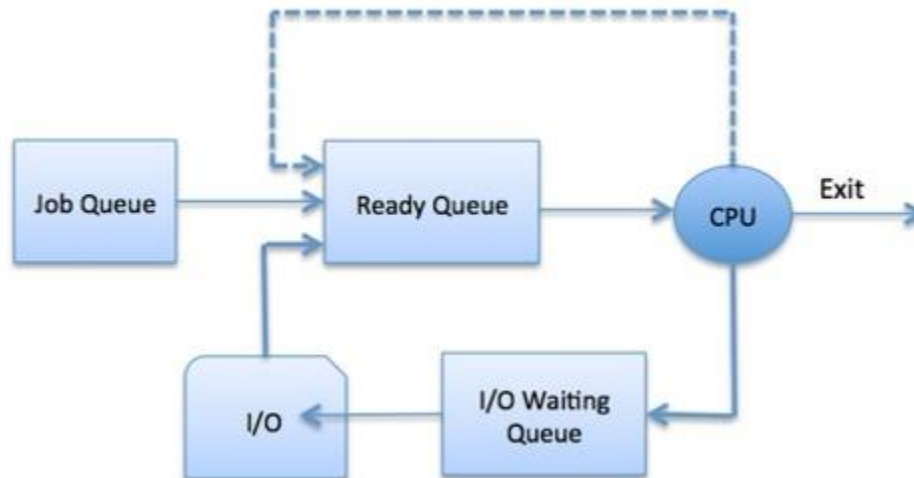 Job Queue
Ready Queue
CPU
Exit
I/O
I/O Waiting
Queue